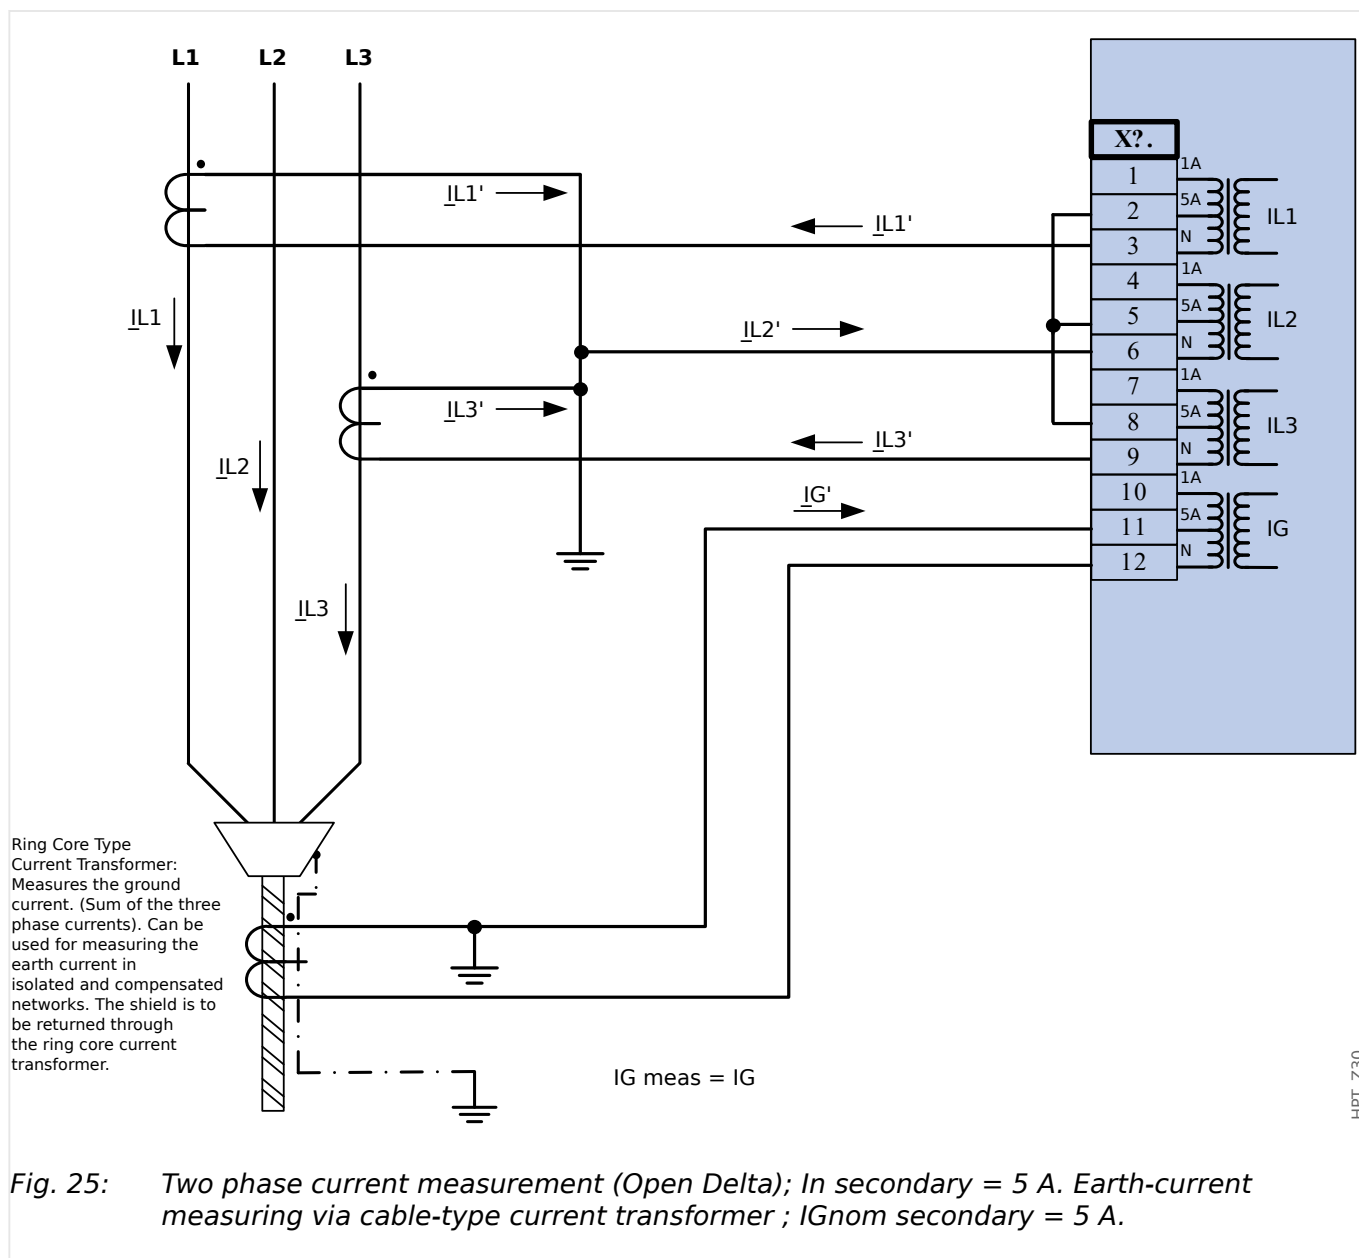 L1 L2 L3
X?.
1
2
3
4
5
6
7
8
9
10
11
12
1A
5A
N
IL1
1A
5A
N
IL2
1A
5A
N
IL3
1A
5A
N
IG
IL1'
IL1'
IL1
IL2'
IL3'
IL3'
IL2
IG'
IL3
Ring Core Type
Current Transformer:
Measures the ground
current. (Sum of the three
phase currents). Can be
used for measuring the
earth current in
isolated and compensated
networks. The shield is to
be returned through
the ring core current
transformer.
IG meas = IG
HPT_Z30
Fig. 25: Two phase current measurement (Open Delta); In secondary = 5 A. Earth-current
measuring via cable-type current transformer ; IGnom secondary = 5 A.